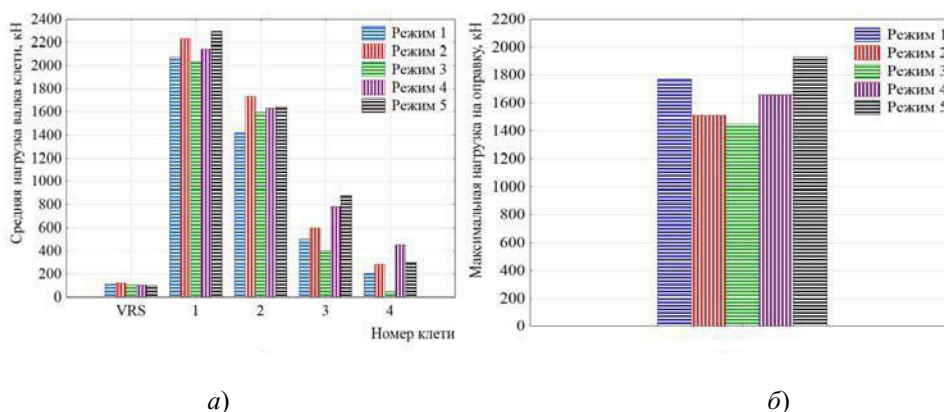 2400
2200
2000
1800
1600
1400
1200
1000
800
600
400
200
0
Средняя нагрузка валка клети, кН
Режим 1
Режим 2
Режим 3
Режим 4
Режим 5
VRS 1 2 3 4
Номер клети
а)
2200
2000
1800
1600
1400
1200
1000
800
600
400
200
0
Максимальная нагрузка на оправку, кН
Режим 1
Режим 2
Режим 3
Режим 4
Режим 5
б)